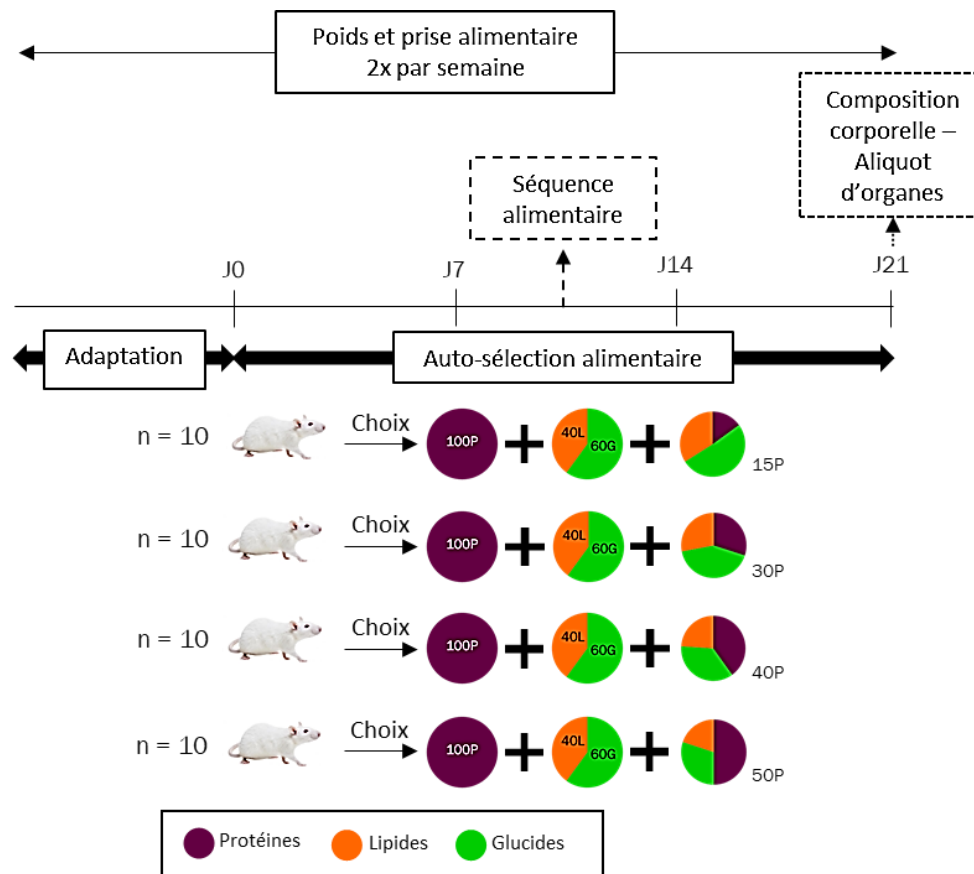 Poids et prise alimentaire
2x par semaine
Composition
corporelle –
Aliquot
d'organes
Séquence
alimentaire
J0
J7
J14
J21
Adaptation
Auto-sélection alimentaire
n = 10
Choix
100P
40L
60G
15P
n = 10
Choix
100P
40L
60G
30P
n = 10
Choix
100P
40L
60G
40P
n = 10
Choix
100P
40L
60G
50P
Protéines
Lipides
Glucides